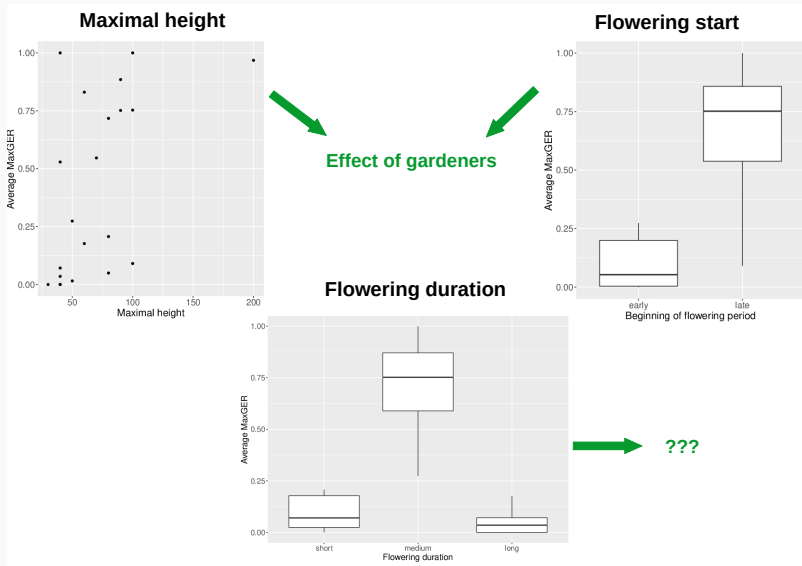 Maximal height
1.00
0.75
0.50
0.25
0.00
Average MaxGER
50 100 150 200
Maximal height
Flowering start
1.00
0.75
0.50
0.25
0.00
Average MaxGER
early late
Beginning of flowering period
Effect of gardeners
Flowering duration
1.00
0.75
0.50
0.25
0.00
Average MaxGER
short medium long
Flowering duration
???